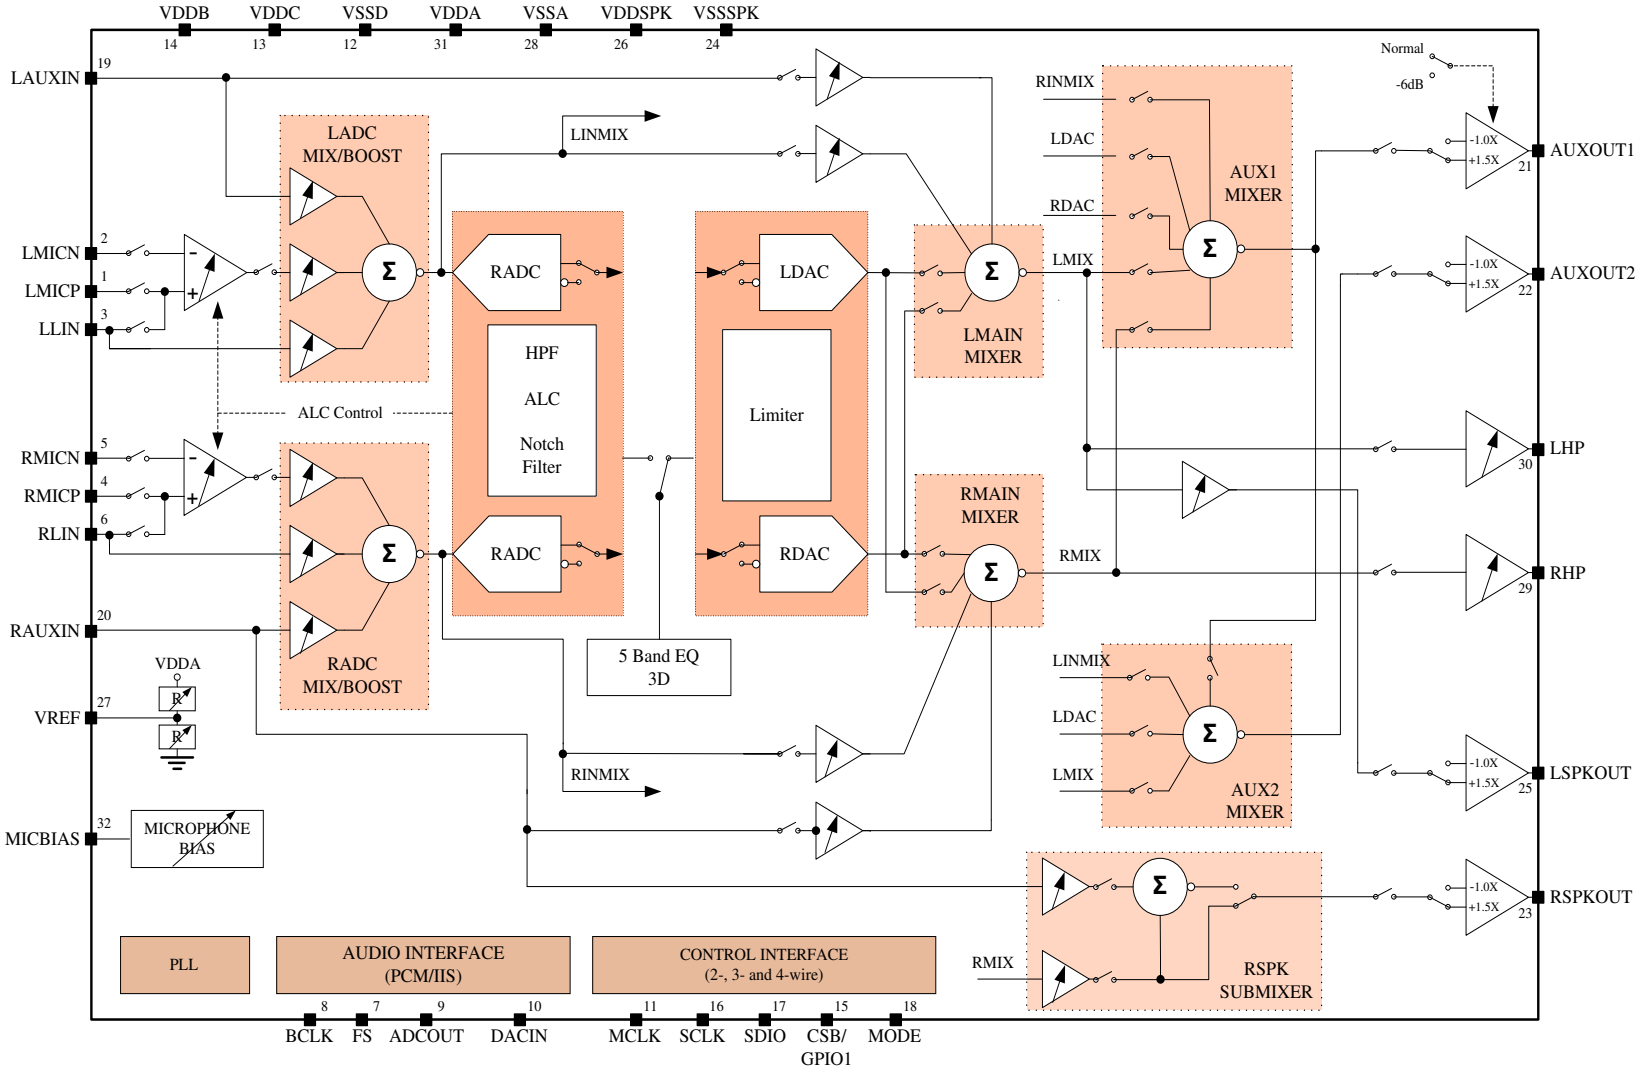 VDDB VDDC VSSD VDDA VSSA VDDSPK VSSSPK
14 13 12 31 28 26 24
LAUXIN 19
LMICN 2
LMICP 1
LLIN 3
RMICN 5
RMICP 4
RLIN 6
RAUXIN 20
VREF 27
MICBIAS 32
LADC
MIX/BOOST
Σ
- +
ALC Control
- +
Σ
RADC
MIX/BOOST
VDDA
R
R
MICROPHONE
BIAS
LINMIX
RADC
HPF
ALC
Notch
Filter
RADC
LDAC
Limiter
RDAC
5 Band EQ
3D
RINMIX
Σ
LMAIN
MIXER
RMAIN
MIXER
Σ
LMIX
RMIX
RINMIX
LDAC
RDAC
AUX1
MIXER
Σ
LINMIX
LDAC
LMIX
Σ
AUX2
MIXER
Σ
RMIX
RSPK
SUBMIXER
Normal
-6dB
-1.0X
+1.5X
AUXOUT1
21
-1.0X
+1.5X
AUXOUT2
22
LHP
30
RHP
29
-1.0X
+1.5X
LSPKOUT
25
-1.0X
+1.5X
RSPKOUT
23
PLL
AUDIO INTERFACE
(PCM/IIS)
CONTROL INTERFACE
(2-, 3- and 4-wire)
8 7 9 10 11 16 17 15 18
BCLK FS ADCOUT DACIN MCLK SCLK SDIO CSB/ MODE
GPIO1